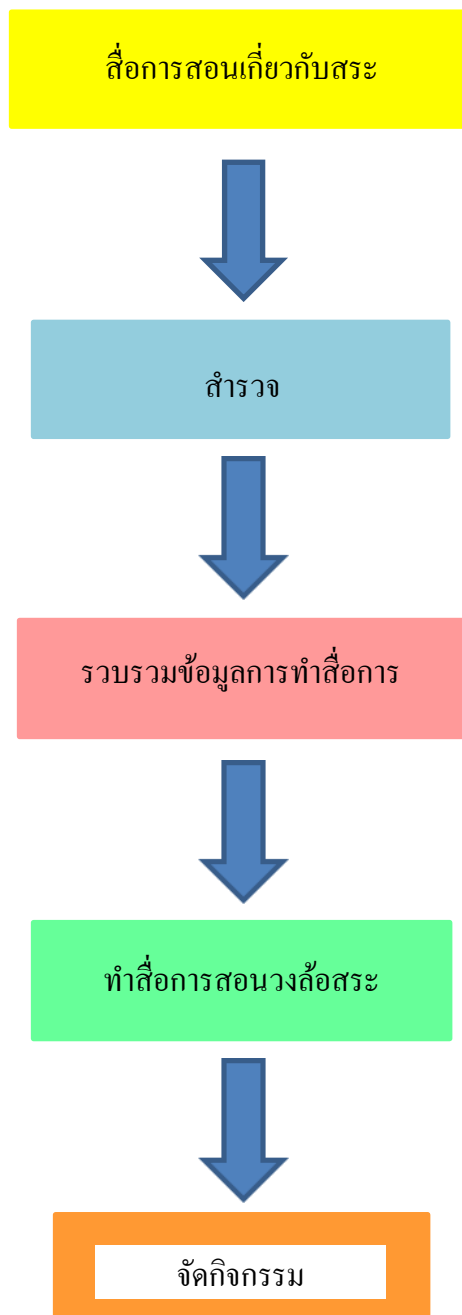 สื่อการสอนเกี่ยวกับสระ
สำรวจ
รวบรวมข้อมูลการทำสื่อการ
ทำสื่อการสอนวงล้อสระ
จัดกิจกรรม